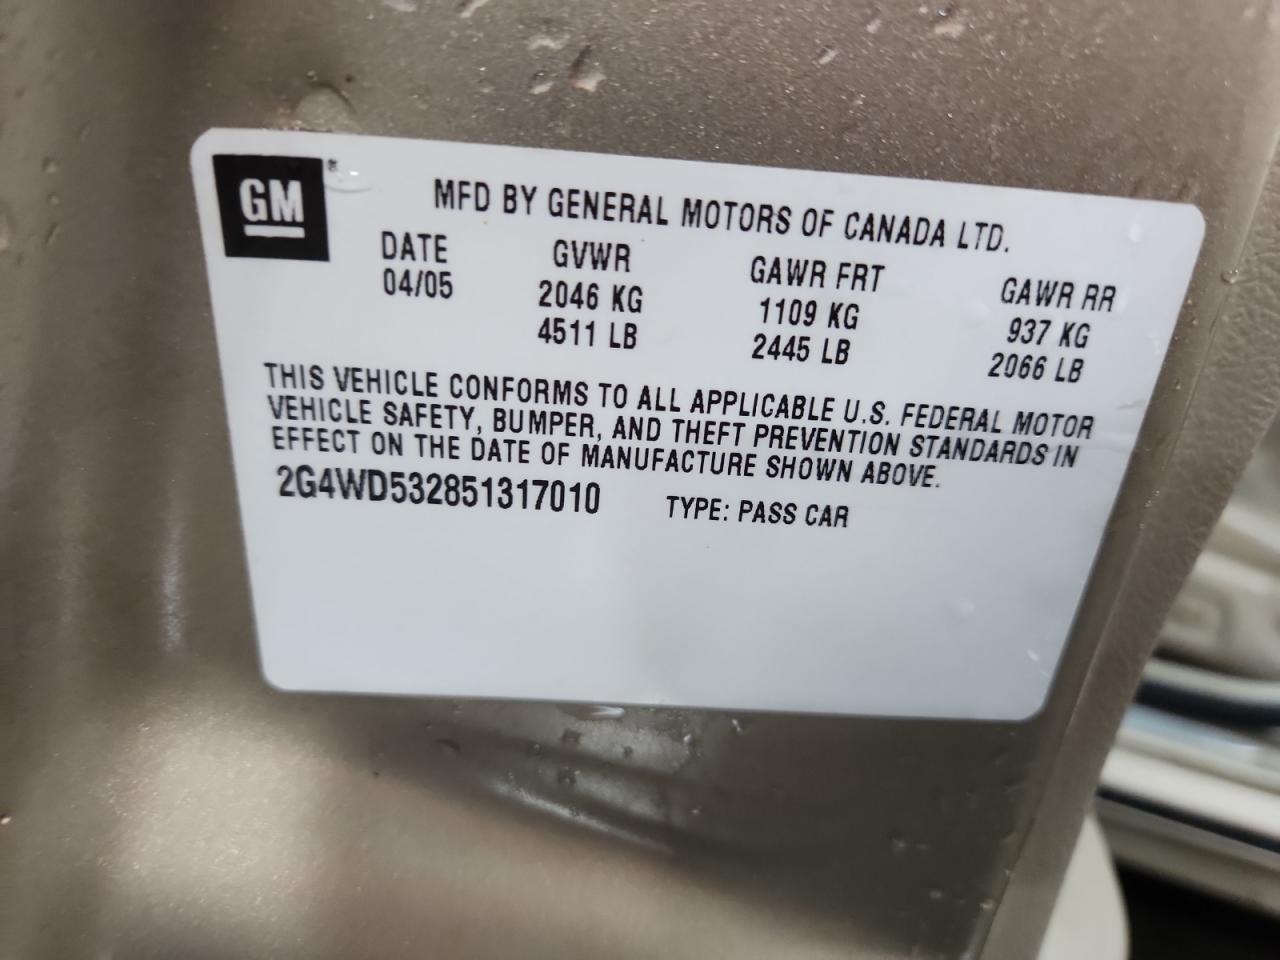 GM®
MFD BY GENERAL MOTORS OF CANADA LTD.
DATE GVWR GAWR FRT GAWR RR
04/05 2046 KG 1109 KG 937 KG
4511 LB 2445 LB 2066 LB
THIS VEHICLE CONFORMS TO ALL APPLICABLE U.S. FEDERAL MOTOR
VEHICLE SAFETY, BUMPER, AND THEFT PREVENTION STANDARDS IN
EFFECT ON THE DATE OF MANUFACTURE SHOWN ABOVE.
2G4WD532851317010 TYPE: PASS CAR